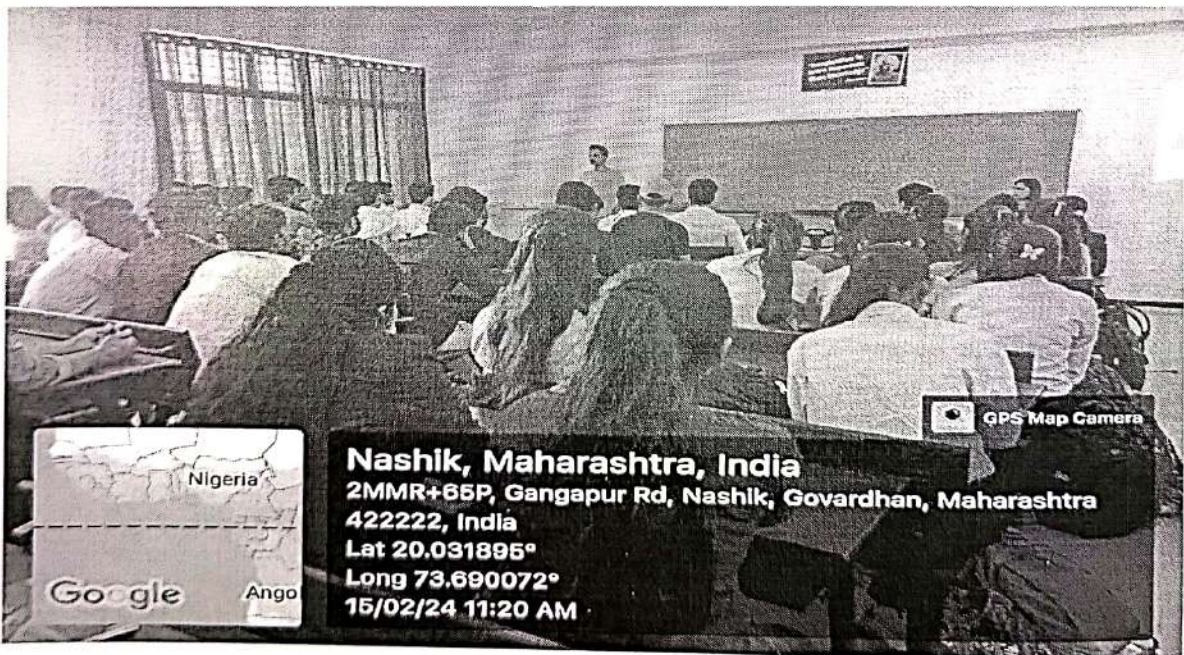 GPS Map Camera
Nigeria
Ango
Google
Nashik, Maharashtra, India
2MMR+65P, Gangapur Rd, Nashik, Govardhan, Maharashtra
422222, India
Lat 20.031895°
Long 73.690072°
15/02/24 11:20 AM